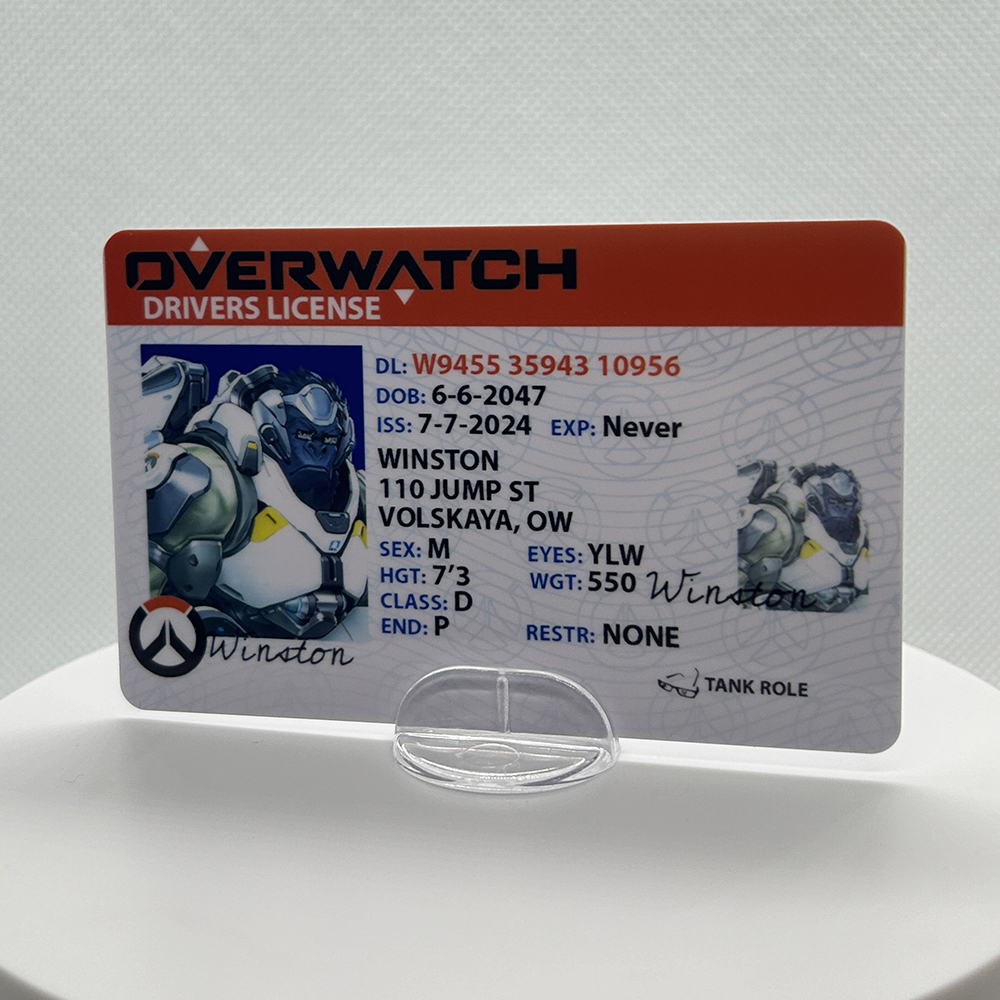 OVERWATCH
DRIVERS LICENSE
DL: W9455 35943 10956
DOB: 6-6-2047
ISS: 7-7-2024 EXP: Never
WINSTON
110 JUMP ST
VOLSKAYA, OW
SEX: M EYES: YLW
HGT: 7'3 WGT: 550
Winston
CLASS: D
END: P RESTR: NONE
Winston
TANK ROLE